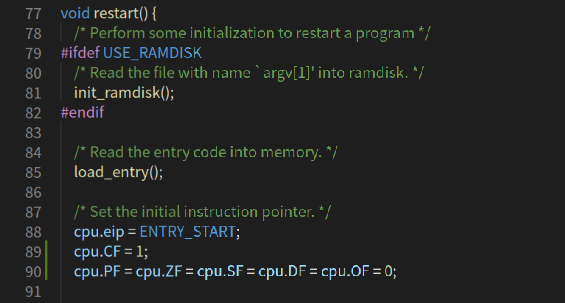 77 void restart() {
78 /* Perform some initialization to restart a program */
79 #ifdef USE_RAMDISK
80 /* Read the file with name `argv[1]' into ramdisk. */
81 init_ramdisk();
82 #endif
83
84 /* Read the entry code into memory. */
85 load_entry();
86
87 /* Set the initial instruction pointer. */
88 cpu.eip = ENTRY_START;
89 cpu.CF = 1;
90 cpu.PF = cpu.ZF = cpu.SF = cpu.DF = cpu.OF = 0;
91